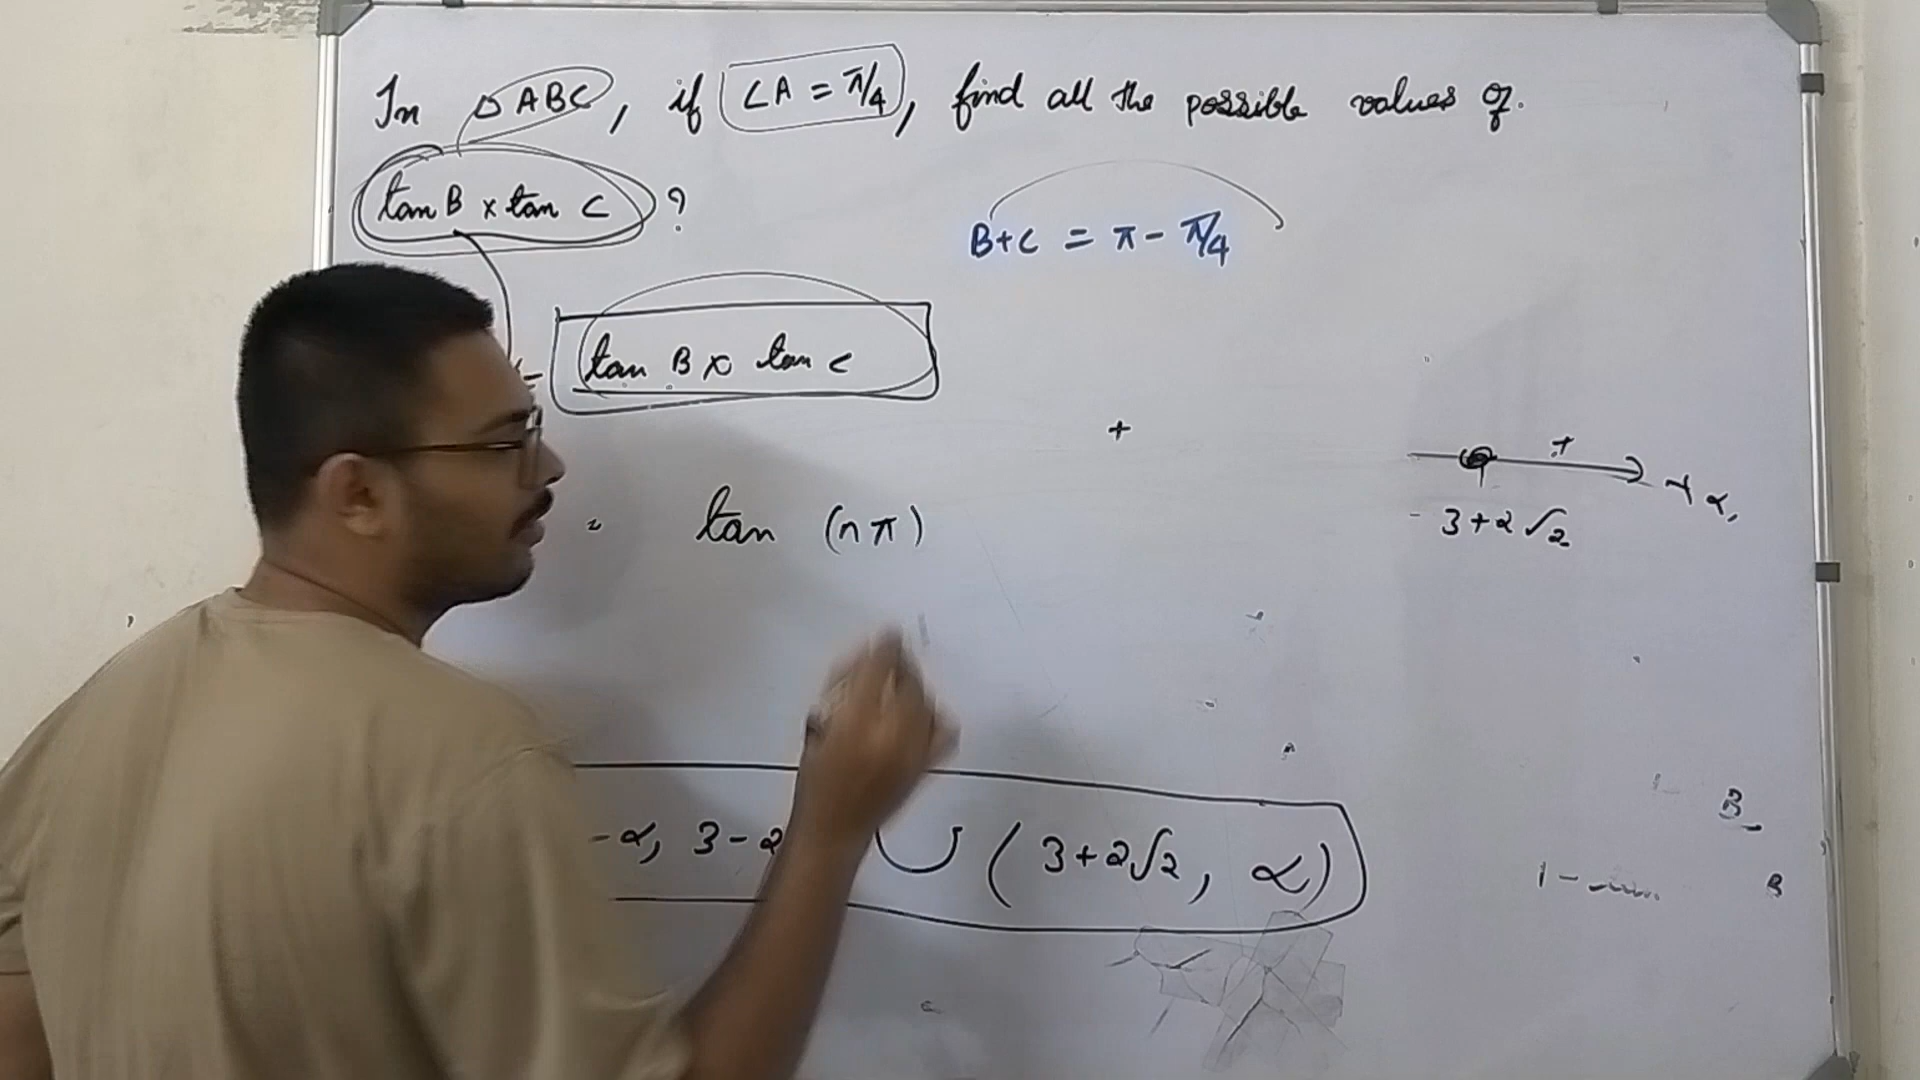 In △ABC, if ∠A = π/4, find all the possible values of.
tan B x tan C ?
B+C = π - π/4
= tan B x tan C
+
+
∝,
- 3+2√2
= tan (nπ)
B
-∝, 3-2 ∪ (3+2√2, ∝)
1-
B